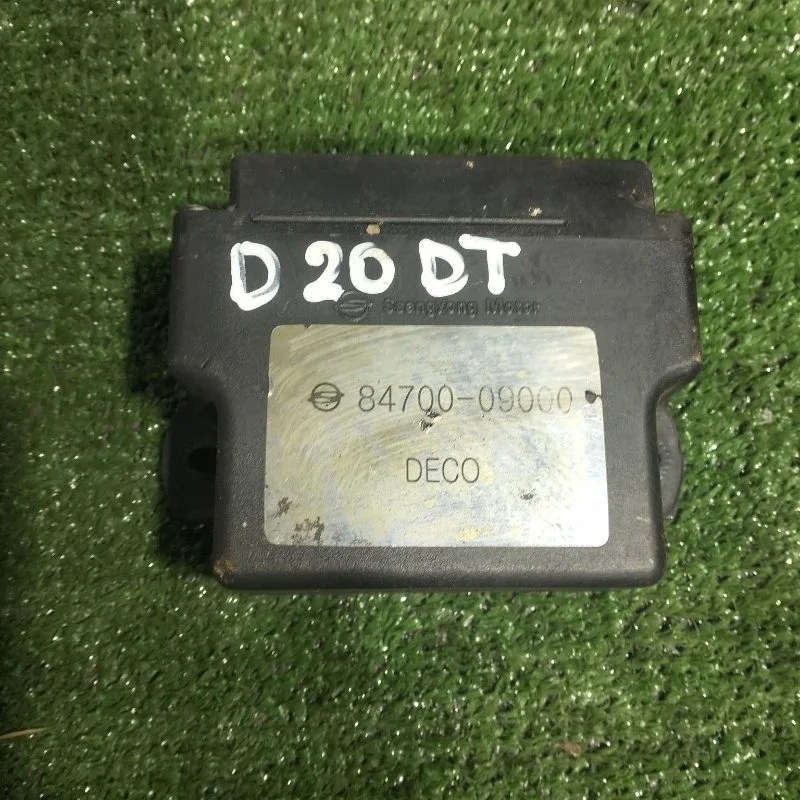 D 20 DT
SsangYong Motor
84700-09000
DECO